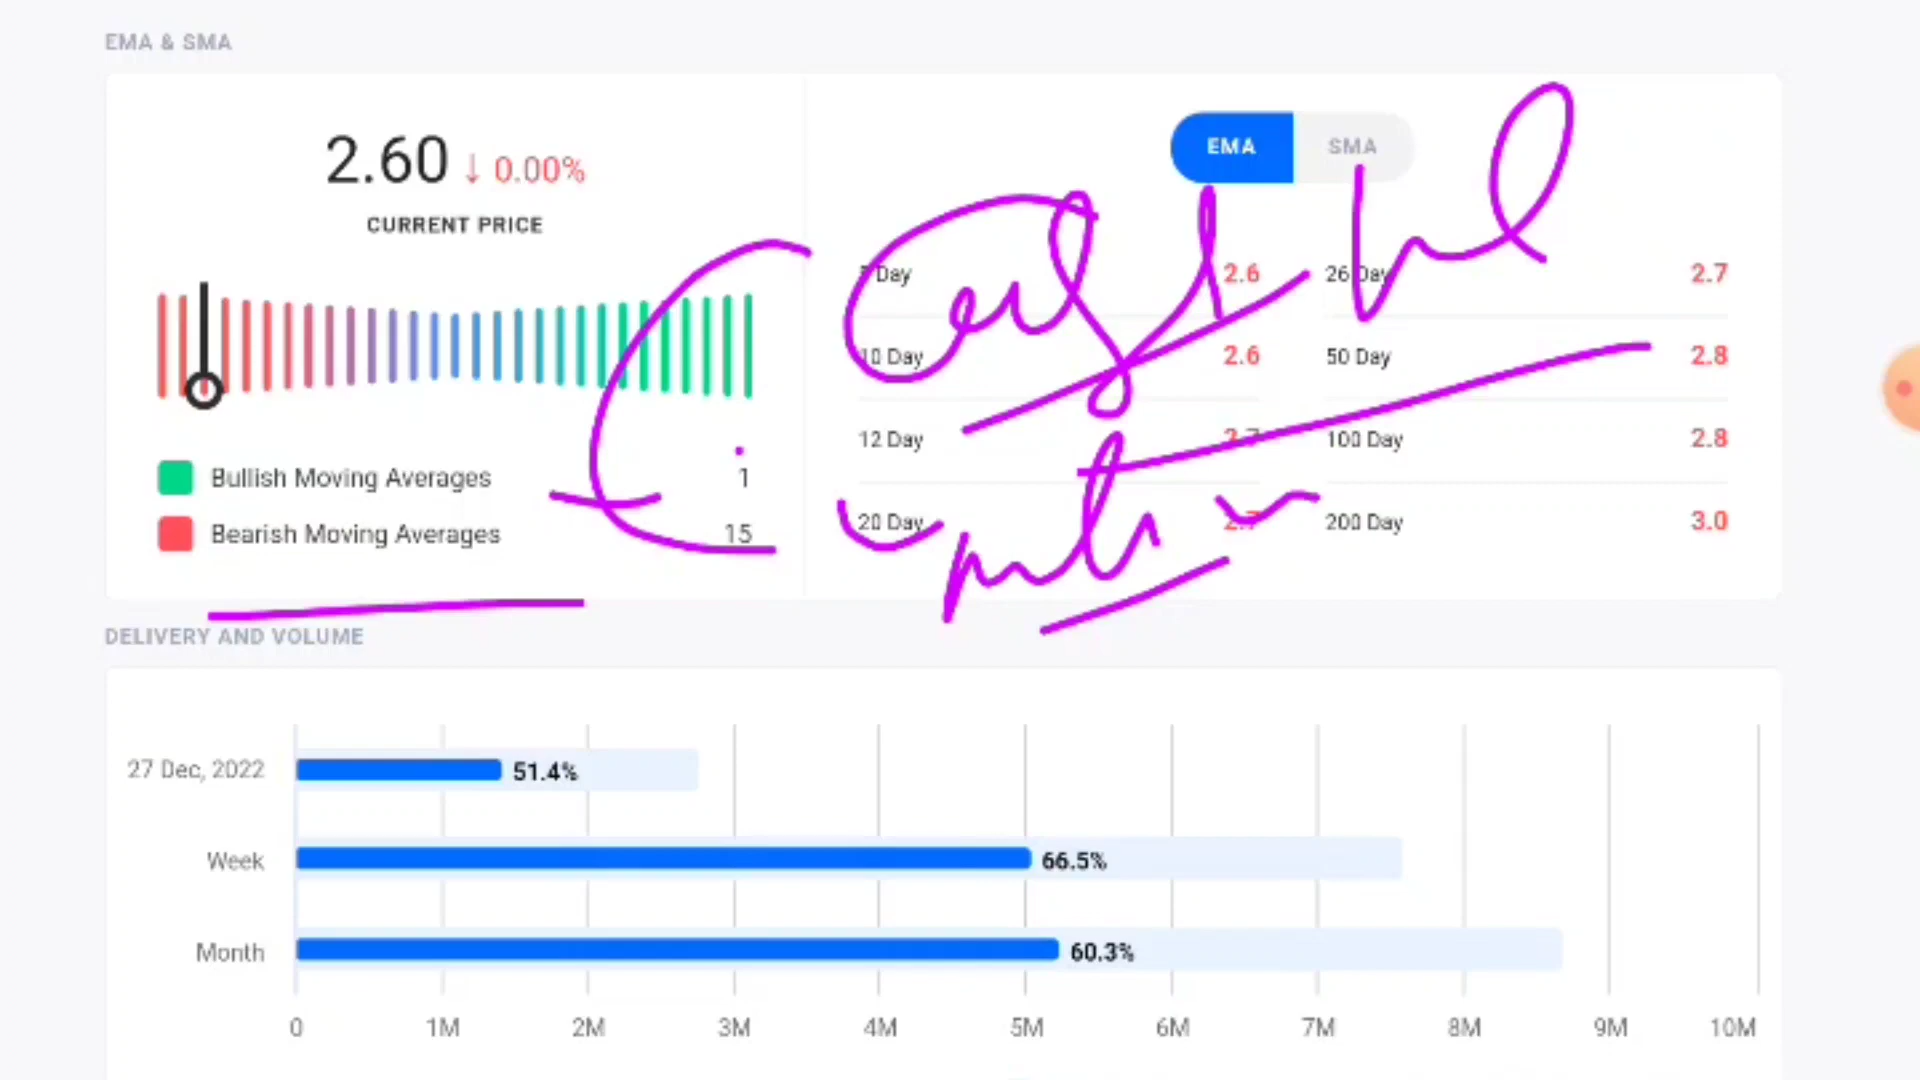 EMA & SMA
2.60 ↓ 0.00%
CURRENT PRICE
Bullish Moving Averages 1
Bearish Moving Averages 15
EMA SMA
Day 2.6 26 Day 2.7
10 Day 2.6 50 Day 2.8
12 Day 100 Day 2.8
20 Day 200 Day 3.0
DELIVERY AND VOLUME
27 Dec, 2022 51.4%
Week 66.5%
Month 60.3%
0 1M 2M 3M 4M 5M 6M 7M 8M 9M 10M